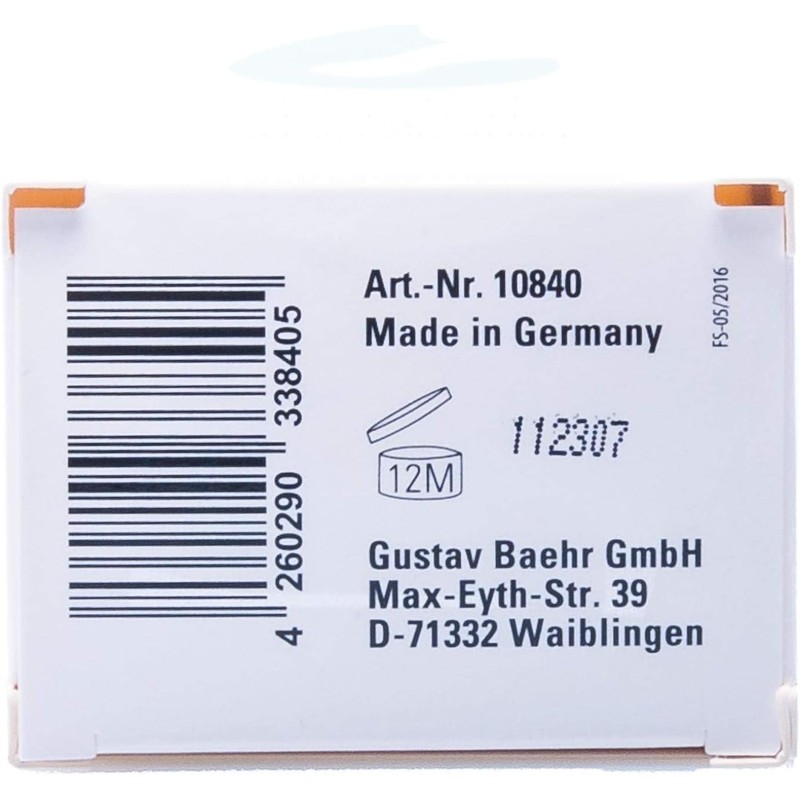 Art.-Nr. 10840
Made in Germany
FS-05/2016
112307
12M
Gustav Baehr GmbH
Max-Eyth-Str. 39
D-71332 Waiblingen
4 260290 338405